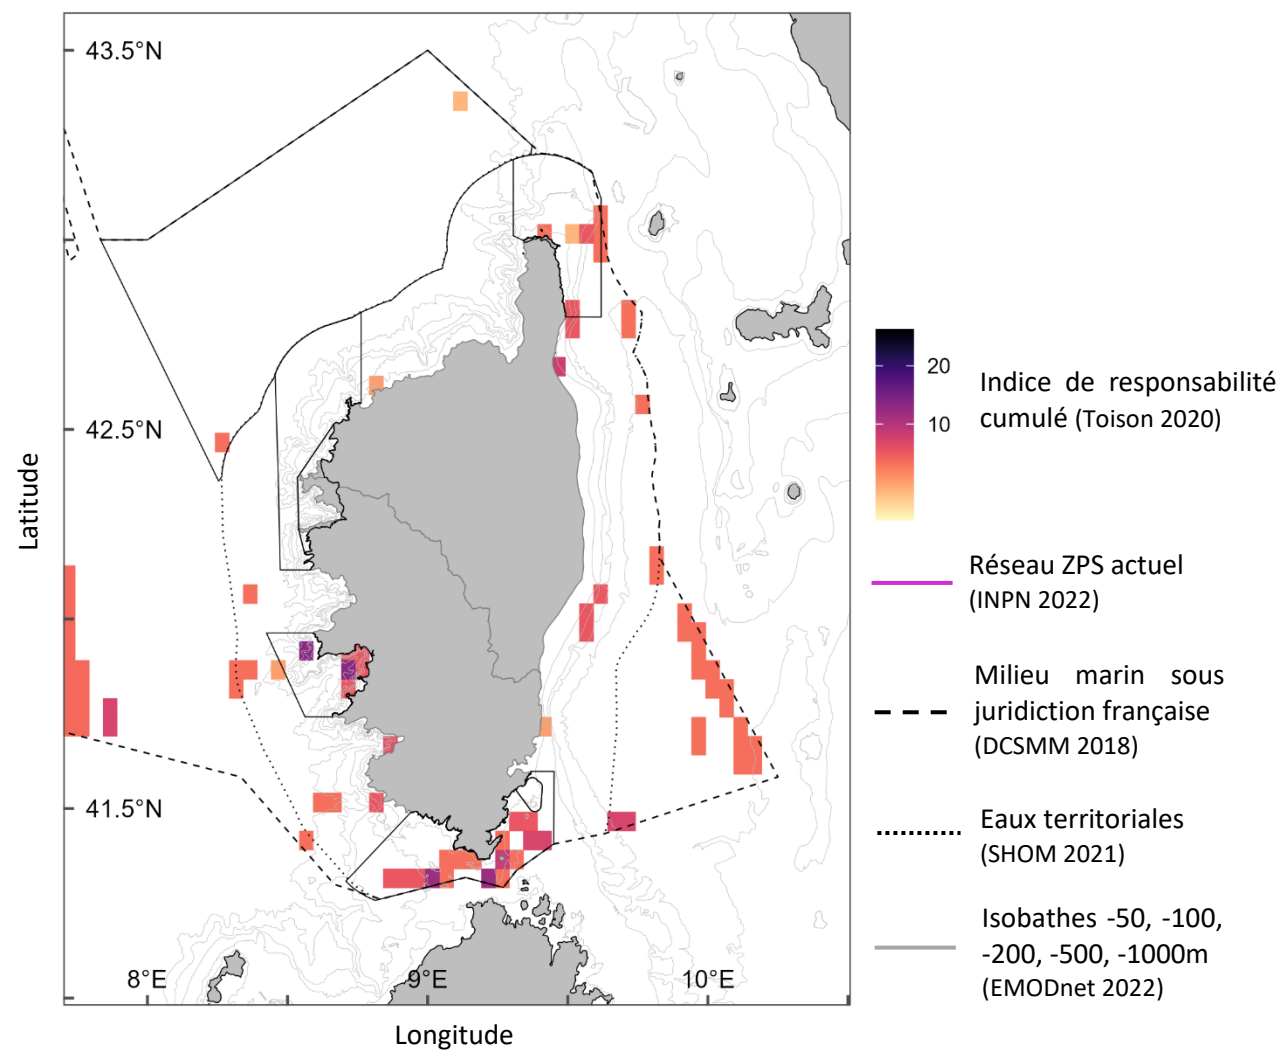 43.5°N
42.5°N
41.5°N
Latitude
8°E
9°E
10°E
Longitude
20
10
Indice de responsabilité
cumulé (Toison 2020)
Réseau ZPS actuel
(INPN 2022)
Milieu marin sous
juridiction française
(DCSMM 2018)
Eaux territoriales
(SHOM 2021)
Isobathes -50, -100,
-200, -500, -1000m
(EMODnet 2022)